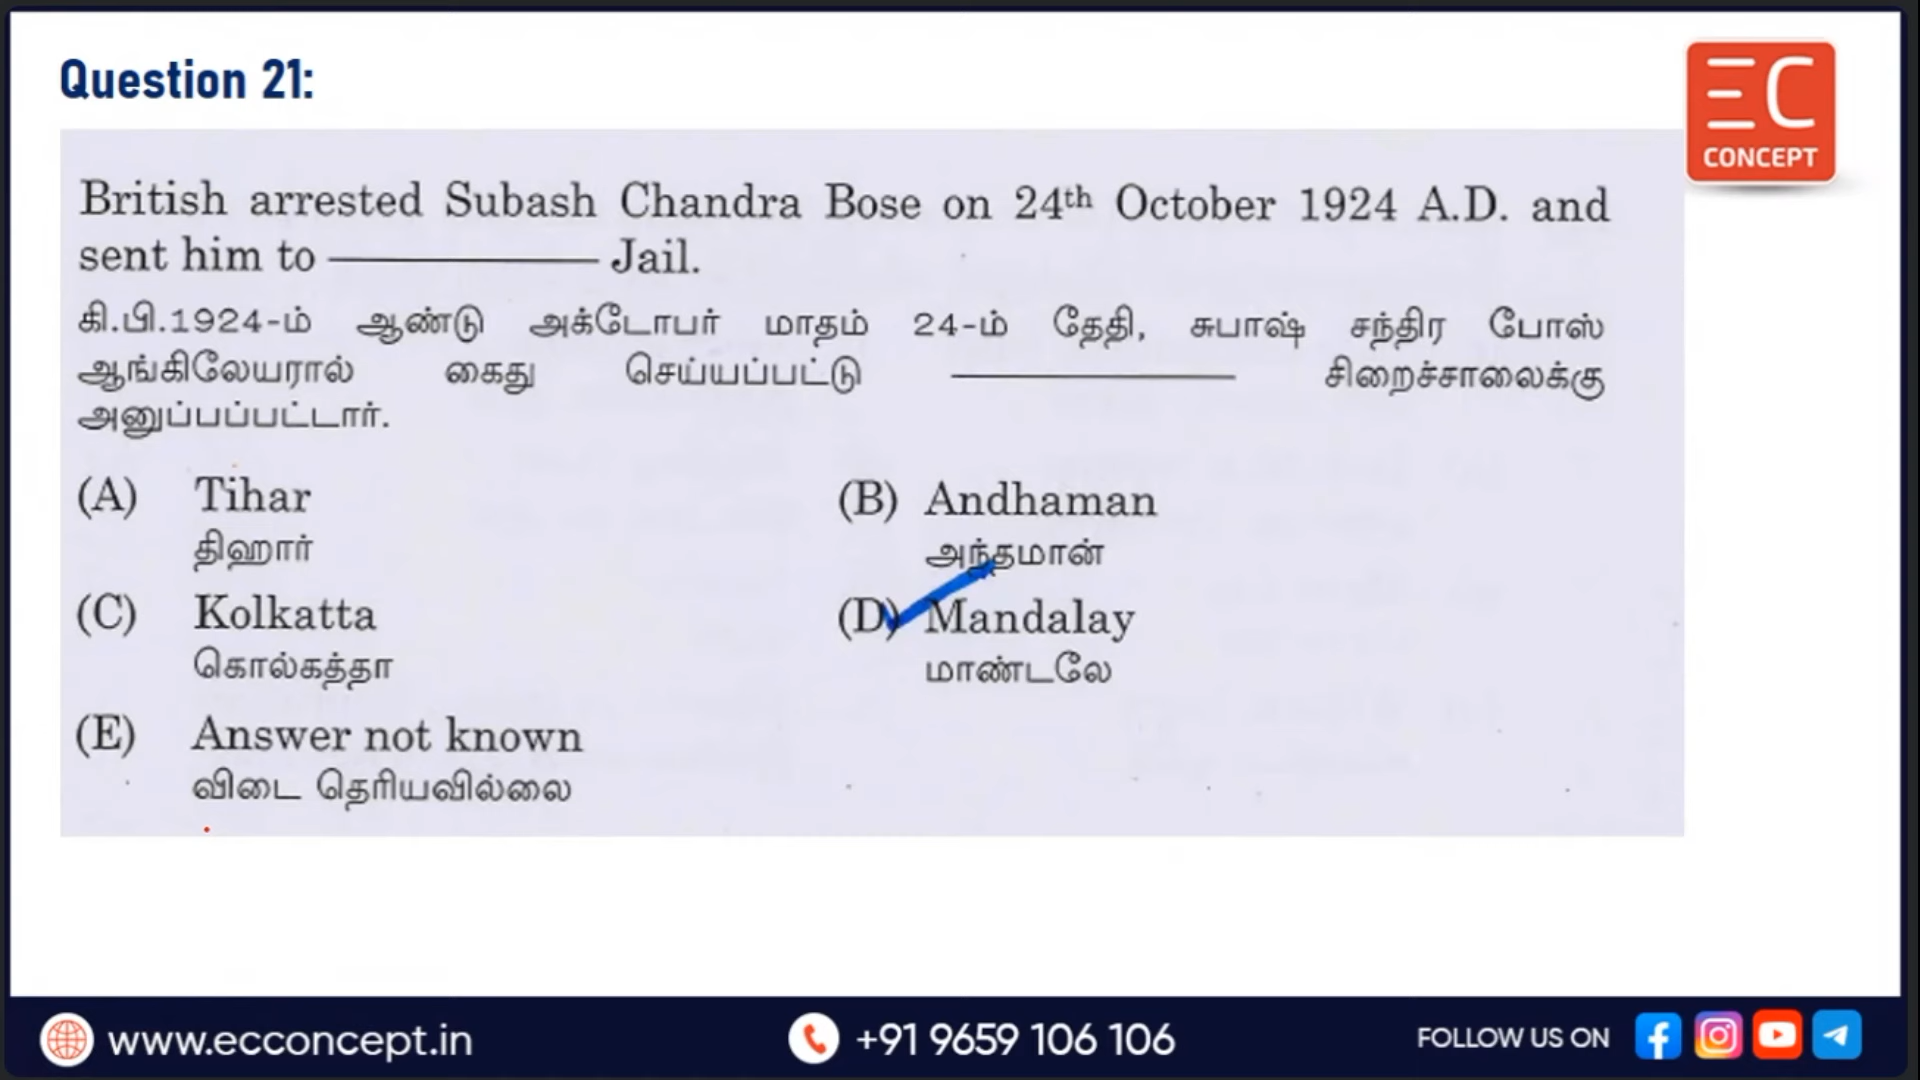 Question 21:
EC
CONCEPT
British arrested Subash Chandra Bose on 24th October 1924 A.D. and
sent him to ———— Jail.
கி.பி.1924-ம் ஆண்டு அக்டோபர் மாதம் 24-ம் தேதி, சுபாஷ் சந்திர போஸ்
ஆங்கிலேயரால் கைது செய்யப்பட்டு ———— சிறைச்சாலைக்கு
அனுப்பப்பட்டார்.
(A) Tihar
திஹார்
(B) Andhaman
அந்தமான்
(C) Kolkatta
கொல்கத்தா
(D) Mandalay
மாண்டலே
(E) Answer not known
விடை தெரியவில்லை
www.ecconcept.in
+91 9659 106 106
FOLLOW US ON